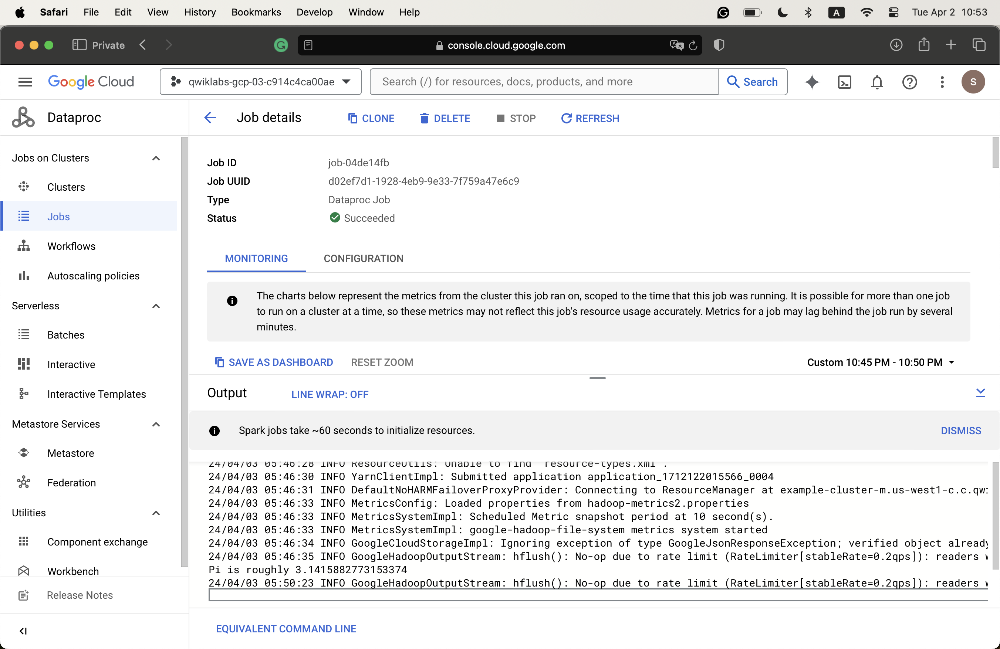 Safari File Edit View History Bookmarks Develop Window Help A Tue Apr 2 10:53
Private console.cloud.google.com
Google Cloud qwiklabs-gcp-03-c914c4ca00ae Search (/) for resources, docs, products, and more Search S
Dataproc
Job details CLONE DELETE STOP REFRESH
Jobs on Clusters
Clusters
Jobs
Workflows
Autoscaling policies
Serverless
Batches
Interactive
Interactive Templates
Metastore Services
Metastore
Federation
Utilities
Component exchange
Workbench
Release Notes
Job ID job-04de14fb
Job UUID d02ef7d1-1928-4eb9-9e33-7f759a47e6c9
Type Dataproc Job
Status Succeeded
MONITORING CONFIGURATION
The charts below represent the metrics from the cluster this job ran on, scoped to the time that this job was running. It is possible for more than one job
to run on a cluster at a time, so these metrics may not reflect this job's resource usage accurately. Metrics for a job may lag behind the job run by several
minutes.
SAVE AS DASHBOARD RESET ZOOM Custom 10:45 PM - 10:50 PM
Output LINE WRAP: OFF
Spark jobs take ~60 seconds to initialize resources. DISMISS
24/04/03 05:46:28 INFO ResourceUtils: Unable to find 'resource-types.xml'.
24/04/03 05:46:30 INFO YarnClientImpl: Submitted application application_1712122015566_0004
24/04/03 05:46:31 INFO DefaultNoHARMFailoverProxyProvider: Connecting to ResourceManager at example-cluster-m.us-west1-c.c.qwi
24/04/03 05:46:33 INFO MetricsConfig: Loaded properties from hadoop-metrics2.properties
24/04/03 05:46:33 INFO MetricsSystemImpl: Scheduled Metric snapshot period at 10 second(s).
24/04/03 05:46:33 INFO MetricsSystemImpl: google-hadoop-file-system metrics system started
24/04/03 05:46:34 INFO GoogleCloudStorageImpl: Ignoring exception of type GoogleJsonResponseException; verified object already
24/04/03 05:46:35 INFO GoogleHadoopOutputStream: hflush(): No-op due to rate limit (RateLimiter[stableRate=0.2qps]): readers w
Pi is roughly 3.1415882773153374
24/04/03 05:50:23 INFO GoogleHadoopOutputStream: hflush(): No-op due to rate limit (RateLimiter[stableRate=0.2qps]): readers w
EQUIVALENT COMMAND LINE